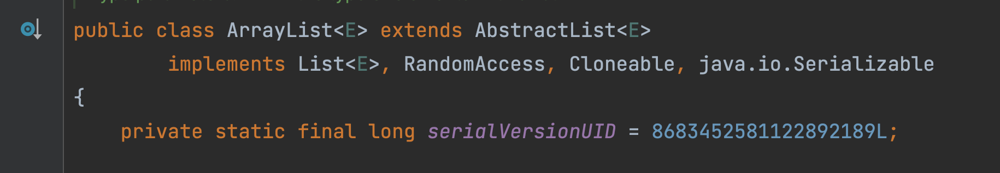 public class ArrayList<E> extends AbstractList<E>
        implements List<E>, RandomAccess, Cloneable, java.io.Serializable
{
    private static final long serialVersionUID = 8683452581122892189L;